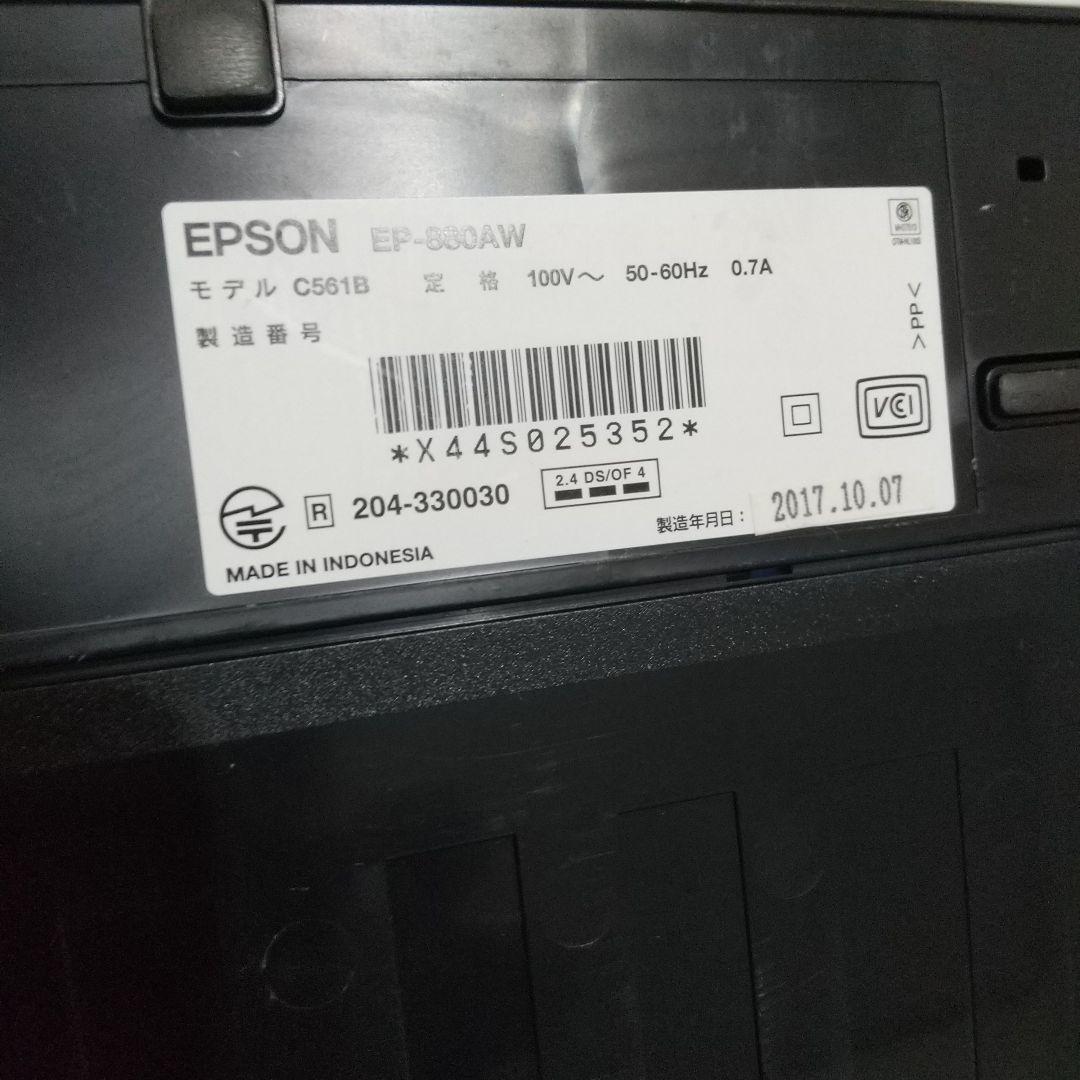 EPSON EP-880AW
モデル C561B 定格 100V～ 50-60Hz 0.7A
製造番号
>PP<
*X44S025352*
VCCI
R 204-330030 2.4 DS/OF 4
製造年月日： 2017.10.07
MADE IN INDONESIA